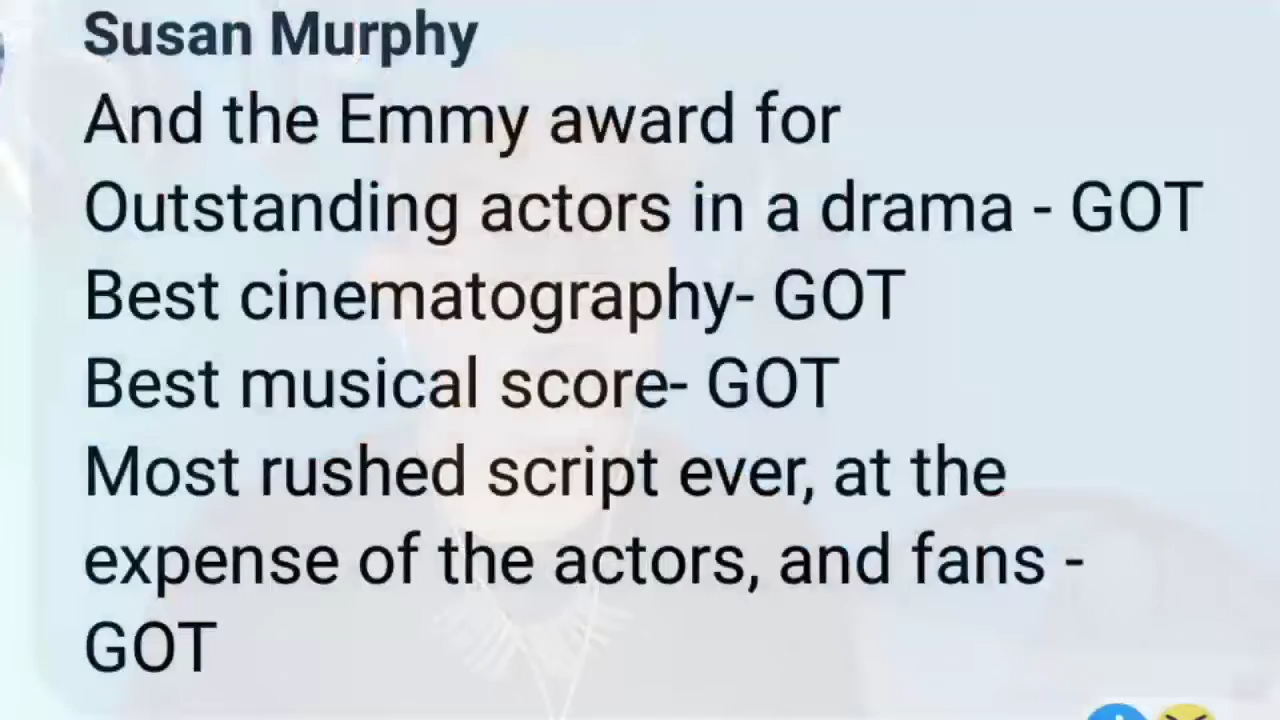 Susan Murphy
And the Emmy award for
Outstanding actors in a drama - GOT
Best cinematography- GOT
Best musical score- GOT
Most rushed script ever, at the
expense of the actors, and fans -
GOT